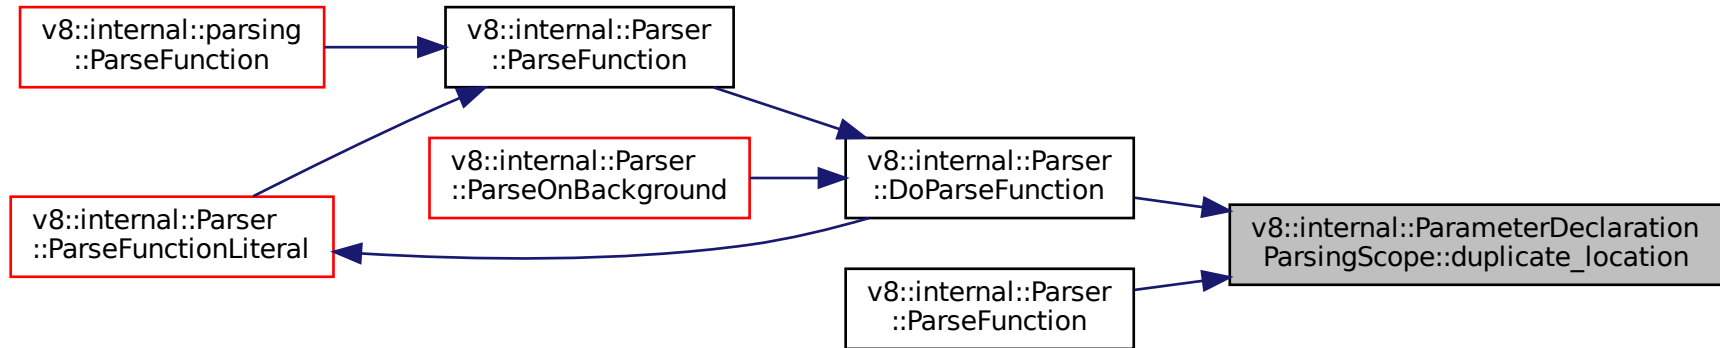 v8::internal::parsing
::ParseFunction
v8::internal::Parser
::ParseFunction
v8::internal::Parser
::ParseOnBackground
v8::internal::Parser
::DoParseFunction
v8::internal::Parser
::ParseFunctionLiteral
v8::internal::ParameterDeclaration
ParsingScope::duplicate_location
v8::internal::Parser
::ParseFunction